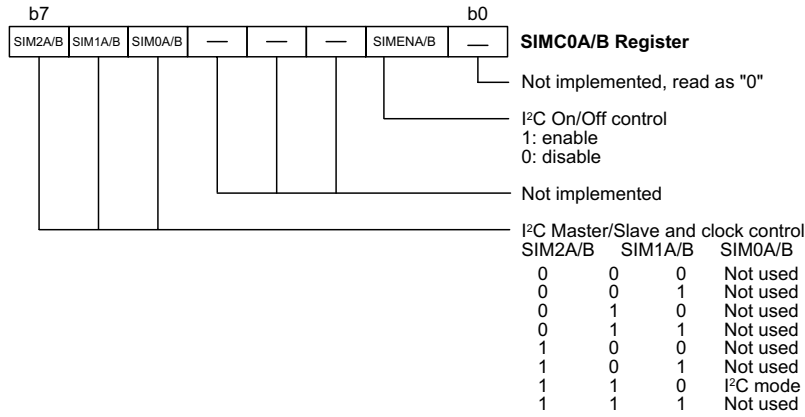 b7 b0
SIM2A/B SIM1A/B SIM0A/B — — — SIMENA/B — SIMC0A/B Register
Not implemented, read as "0"
I²C On/Off control
1: enable
0: disable
Not implemented
I²C Master/Slave and clock control
SIM2A/B SIM1A/B SIM0A/B
0 0 0 Not used
0 0 1 Not used
0 1 0 Not used
0 1 1 Not used
1 0 0 Not used
1 0 1 Not used
1 1 0 I²C mode
1 1 1 Not used